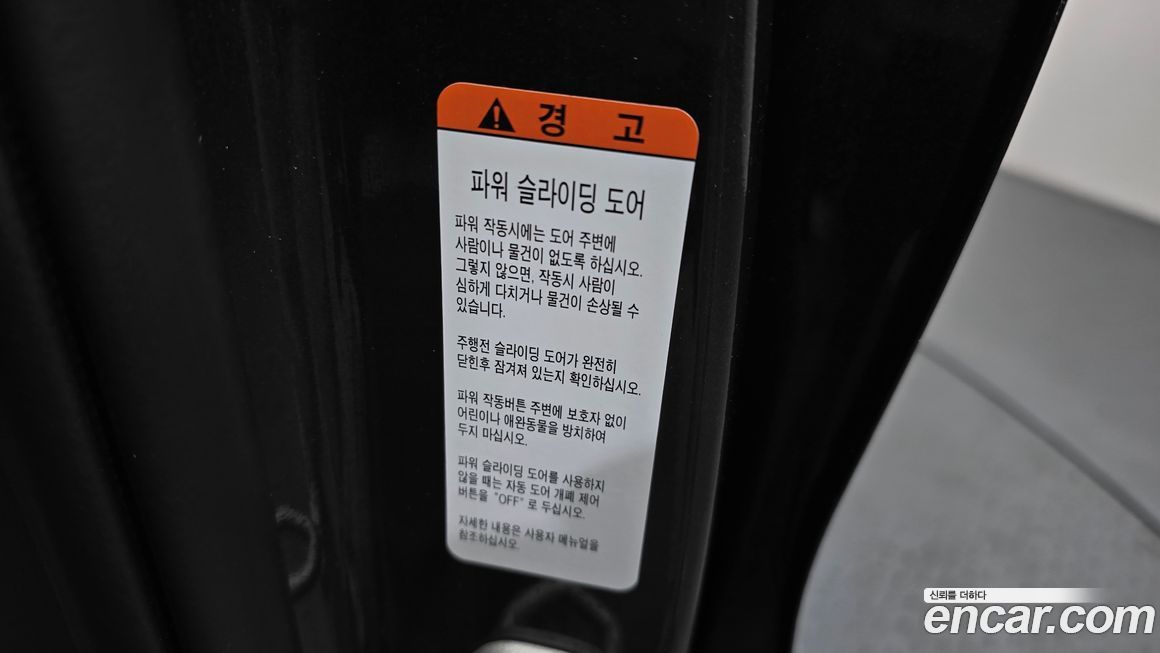 경 고
파워 슬라이딩 도어
파워 작동시에는 도어 주변에
사람이나 물건이 없도록 하십시오.
그렇지 않으면, 작동시 사람이
심하게 다치거나 물건이 손상될 수
있습니다.
주행전 슬라이딩 도어가 완전히
닫힌후 잠겨져 있는지 확인하십시오.
파워 작동버튼 주변에 보호자 없이
어린이나 애완동물을 방치하여
두지 마십시오.
파워 슬라이딩 도어를 사용하지
않을 때는 자동 도어 개폐 제어
버튼을 "OFF" 로 두십시오.
자세한 내용은 사용자 메뉴얼을
참조하십시오.
신뢰를 더하다
encar.com